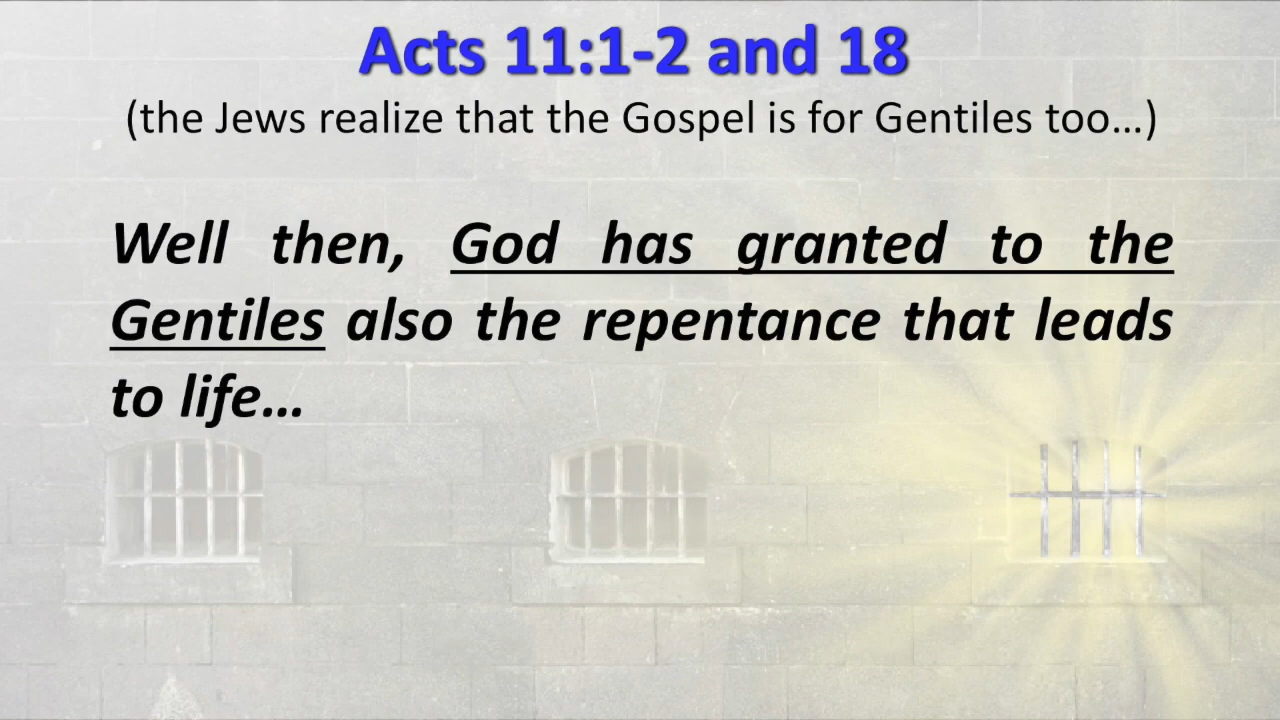 Acts 11:1-2 and 18
(the Jews realize that the Gospel is for Gentiles too…)
Well then, God has granted to the
Gentiles also the repentance that leads
to life…